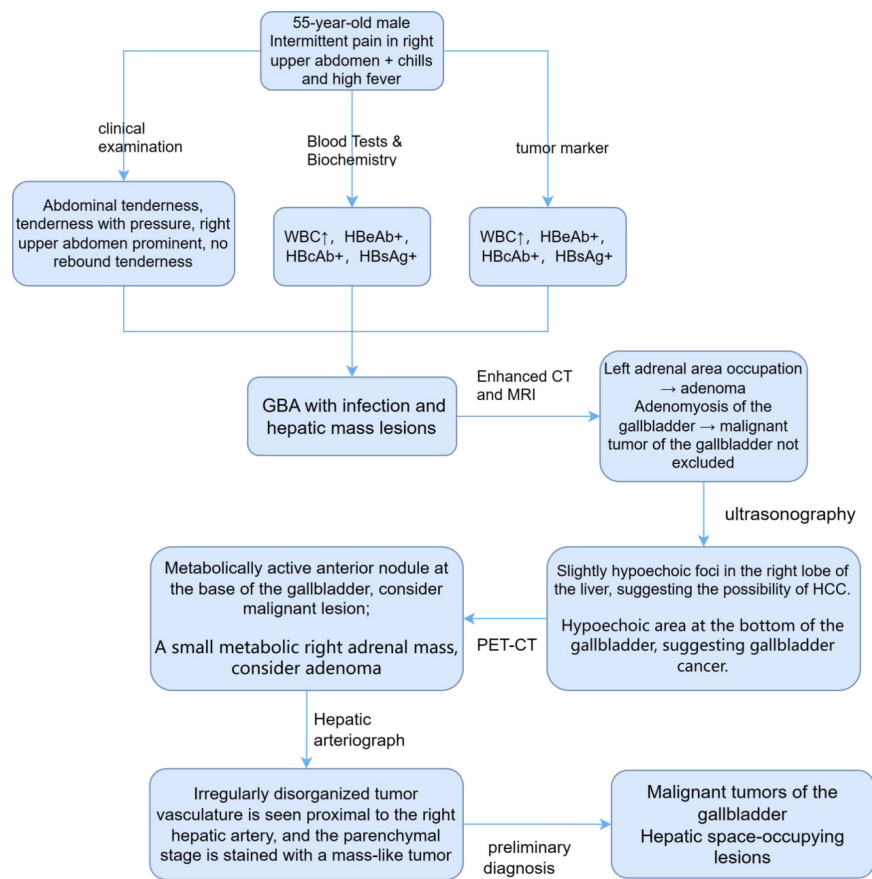 55-year-old male
Intermittent pain in right
upper abdomen + chills
and high fever
clinical
examination
Blood Tests &
Biochemistry
tumor marker
Abdominal tenderness,
tenderness with pressure, right
upper abdomen prominent, no
rebound tenderness
WBC↑, HBeAb+,
HBcAb+, HBsAg+
WBC↑, HBeAb+,
HBcAb+, HBsAg+
GBA with infection and
hepatic mass lesions
Enhanced CT
and MRI
Left adrenal area occupation
→ adenoma
Adenomyosis of the
gallbladder → malignant
tumor of the gallbladder not
excluded
ultrasonography
Slightly hypoechoic foci in the right lobe of
the liver, suggesting the possibility of HCC.
Hypoechoic area at the bottom of the
gallbladder, suggesting gallbladder
cancer.
PET-CT
Metabolically active anterior nodule at
the base of the gallbladder, consider
malignant lesion;
A small metabolic right adrenal mass,
consider adenoma
Hepatic
arteriograph
Irregularly disorganized tumor
vasculature is seen proximal to the right
hepatic artery, and the parenchymal
stage is stained with a mass-like tumor
preliminary
diagnosis
Malignant tumors of the
gallbladder
Hepatic space-occupying
lesions